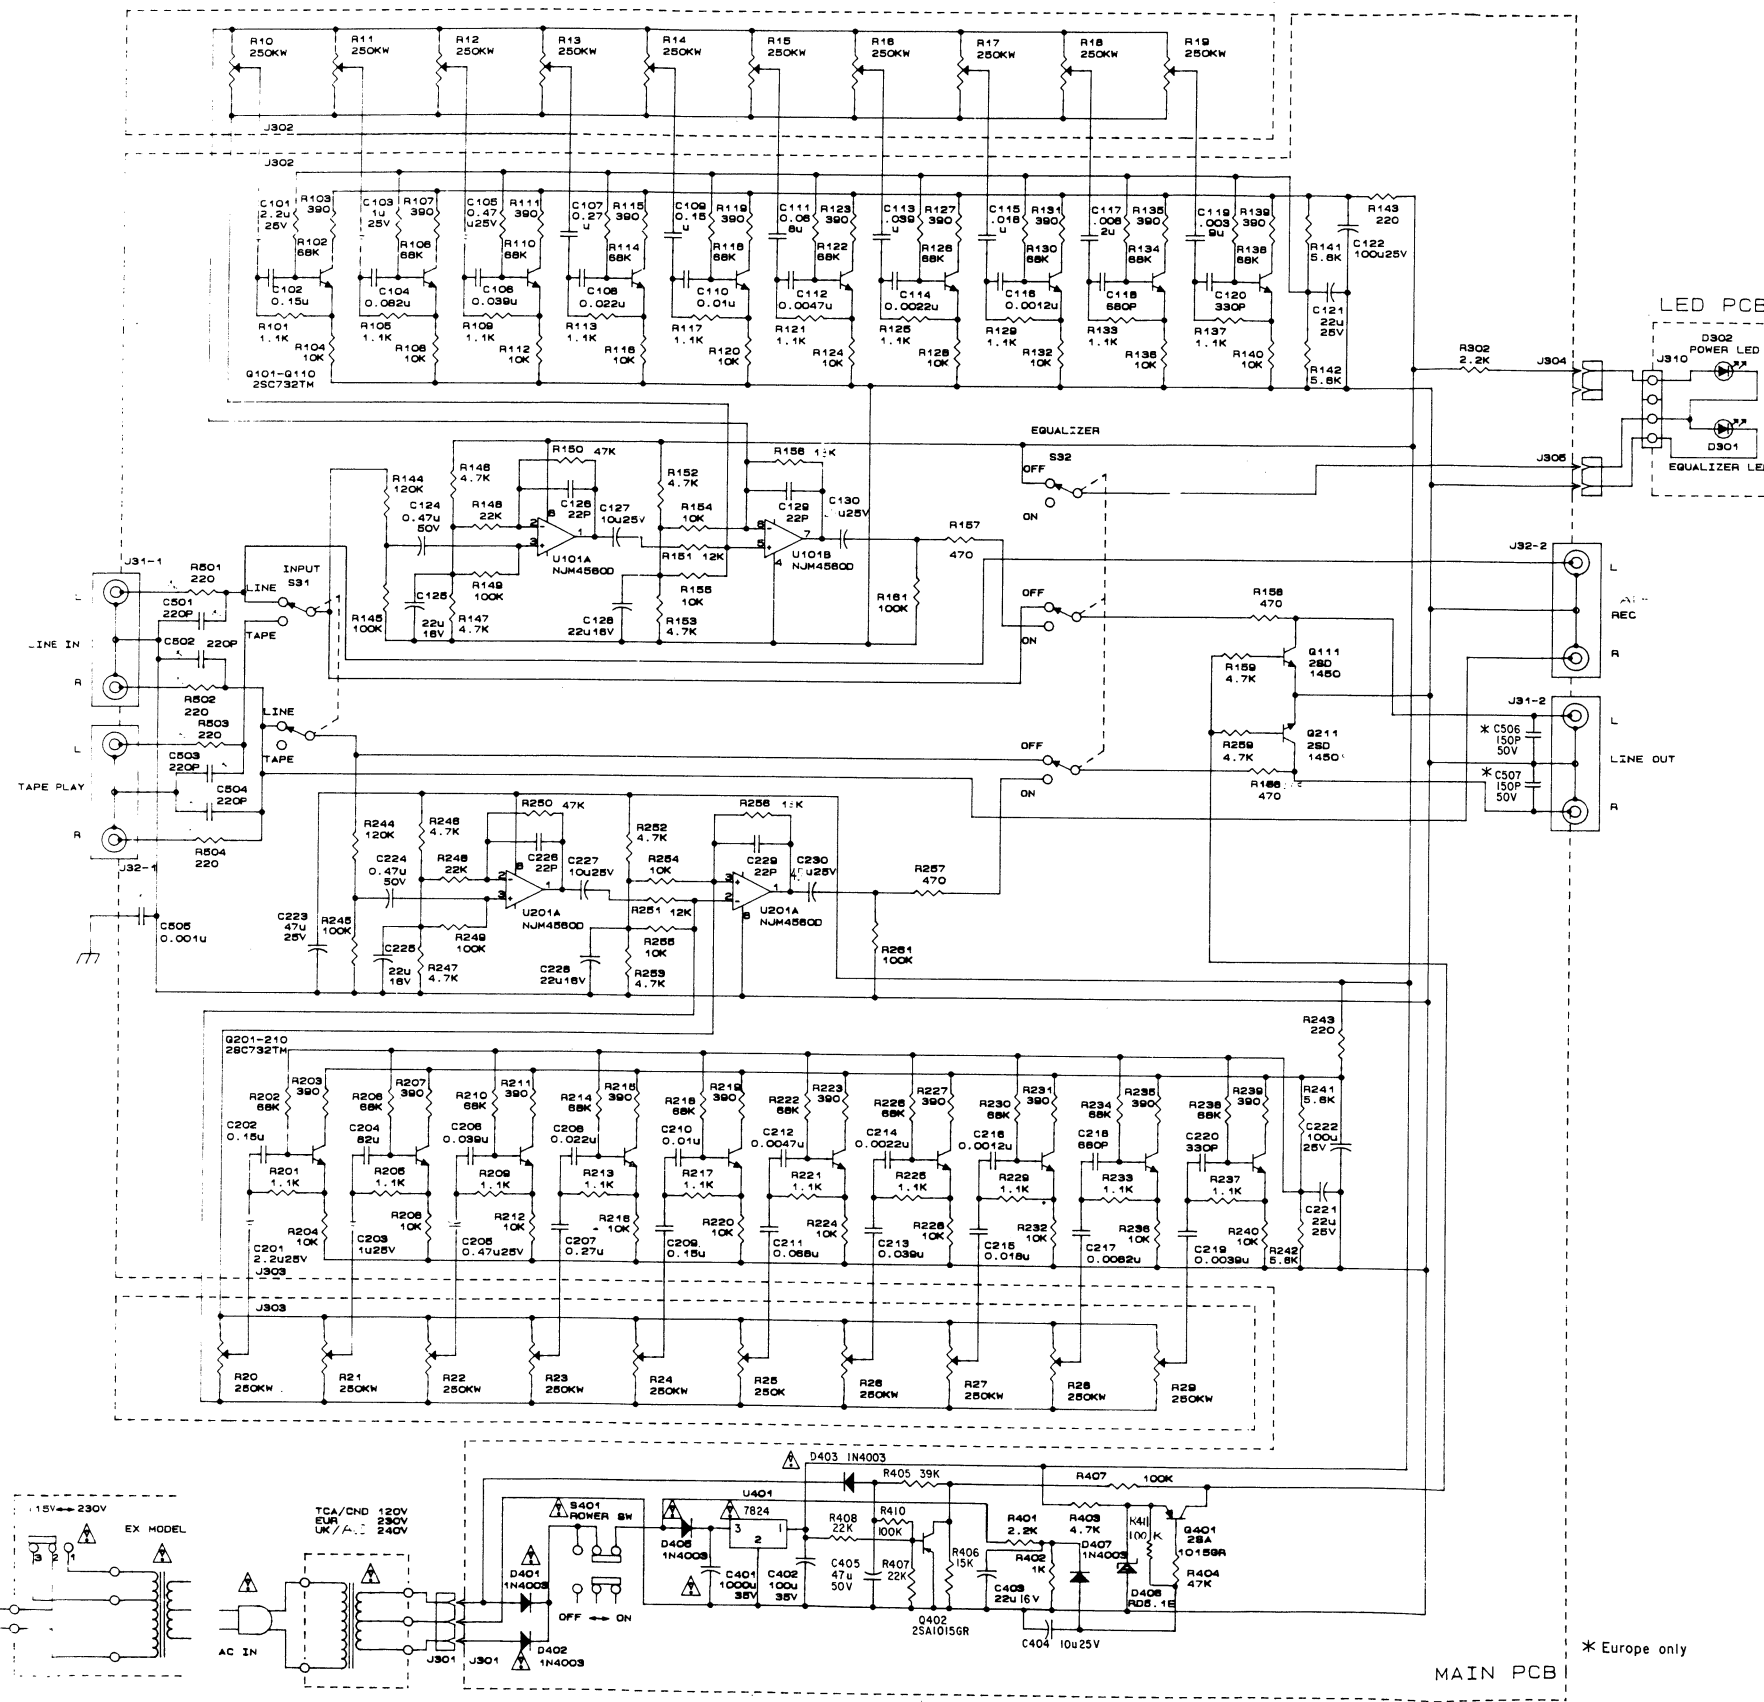 R10 250KW
R11 250KW
R12 250KW
R13 250KW
R14 250KW
R15 250KW
R16 250KW
R17 250KW
R18 250KW
R19 250KW
J302
J302
C101 2.2u 25V
R103 390
R102 68K
C102 0.15u
R101 1.1K
R104 10K
C103 1u 25V
R107 390
R106 68K
C104 0.082u
R105 1.1K
R108 10K
C105 0.47 u25V
R111 390
R110 68K
C106 0.039u
R109 1.1K
R112 10K
C107 0.27 u
R115 390
R114 68K
C108 0.022u
R113 1.1K
R116 10K
C109 0.15 u
R119 390
R118 68K
C110 0.01u
R117 1.1K
R120 10K
C111 0.06 8u
R123 390
R122 68K
C112 0.0047u
R121 1.1K
R124 10K
C113 .039 u
R127 390
R126 68K
C114 0.0022u
R125 1.1K
R128 10K
C115 .018 u
R131 390
R130 68K
C116 0.0012u
R129 1.1K
R132 10K
C117 .006 2u
R135 390
R134 68K
C118 680P
R133 1.1K
R136 10K
C119 .003 9u
R139 390
R138 68K
C120 330P
R137 1.1K
R140 10K
R141 5.6K
C122 100u25V
R143 220
C121 22u 25V
R142 5.6K
Q101-Q110
2SC732TM
LED PCB
D302
POWER LED
J310
R302 2.2K
J304
J305
D301
EQUALIZER LE
EQUALIZER
S32
OFF
ON
R144 120K
R146 4.7K
R150 47K
R148 22K
C124 0.47u 50V
C126 22P
C127 10u25V
2
3
8
1
U101A
NJM4560D
R149 100K
C125 22u 16V
R145 100K
R147 4.7K
R152 4.7K
R154 10K
R151 12K
R156
C129 22P
C130
6
5
7
4
U101B
NJM4560D
R155 10K
C128 22u16V
R153 4.7K
R157 470
R161 100K
J31-1
R501 220
INPUT
S31
LINE
TAPE
C501 220P
C502 220P
LINE IN
R
R502 220
R503 220
LINE
TAPE
L
TAPE PLAY
C503 220P
C504 220P
R
R504 220
J32-1
C505 0.001u
OFF
ON
R158 470
R159 4.7K
Q111 2SD 1450
Q211 2SD 1450
R259 4.7K
470
OFF
ON
J32-2
L
REC
R
J31-2
L
* C506 150P 50V
LINE OUT
* C507 150P 50V
R
R244 120K
R246 4.7K
R250 47K
R248 22K
C224 0.47u 50V
C226 22P
C227 10u25V
U201A
NJM4560D
C223 47u 25V
R245 100K
R249 100K
C225 22u 16V
R247 4.7K
R252 4.7K
R254 10K
R251 12K
R256
C229 22P
C230
U201A
NJM4560D
R255 10K
C228 22u16V
R253 4.7K
R257 470
R261 100K
R243 220
Q201-210
2SC732TM
R202 68K
R203 390
C202 0.15u
R201 1.1K
R204 10K
C201 2.2u25V
R206 68K
R207 390
C204 82u
R205 1.1K
R208 10K
C203 1u25V
R210 68K
R211 390
C206 0.039u
R209 1.1K
R212 10K
C205 0.47u25V
R214 68K
R215 390
C208 0.022u
R213 1.1K
R216 10K
C207 0.27u
R218 68K
R219 390
C210 0.01u
R217 1.1K
R220 10K
C209 0.15u
R222 68K
R223 390
C212 0.0047u
R221 1.1K
R224 10K
C211 0.068u
R226 68K
R227 390
C214 0.0022u
R225 1.1K
R228 10K
C213 0.039u
R230 68K
R231 390
C216 0.0012u
R229 1.1K
R232 10K
C215 0.018u
R234 68K
R235 390
C218 680P
R233 1.1K
R236 10K
C217 0.0082u
R238 68K
R239 390
C220 330P
R237 1.1K
R240 10K
C219 0.0039u
R241 5.6K
C222 100u 25V
C221 22u 25V
R242 5.6K
J303
J303
R20 250KW
R21 250KW
R22 250KW
R23 250KW
R24 250KW
R25 250K
R26 250KW
R27 250KW
R28 250KW
R29 250KW
230V
EX MODEL
3 2 1
TCA/CND 120V
EUR 230V
UK/ 240V
AC IN
J301
J301
D401 1N4003
D402 1N4003
S401
POWER SW
OFF ↔ ON
D405 1N4003
U401
7824
3
1
2
C401 1000u 35V
C402 100u 35V
D403 1N4003
R405 39K
R408 22K
R410 100K
C405 47u 50V
R407 22K
R406 15K
Q402
2SA1015GR
R401 2.2K
C403 22u16V
R402 1K
C404 10u25V
R407 100K
R403 4.7K
D407 1N4003
R411 100K
D406 RD5.1E
Q401 2SA 1015GR
R404 47K
MAIN PCB
* Europe only